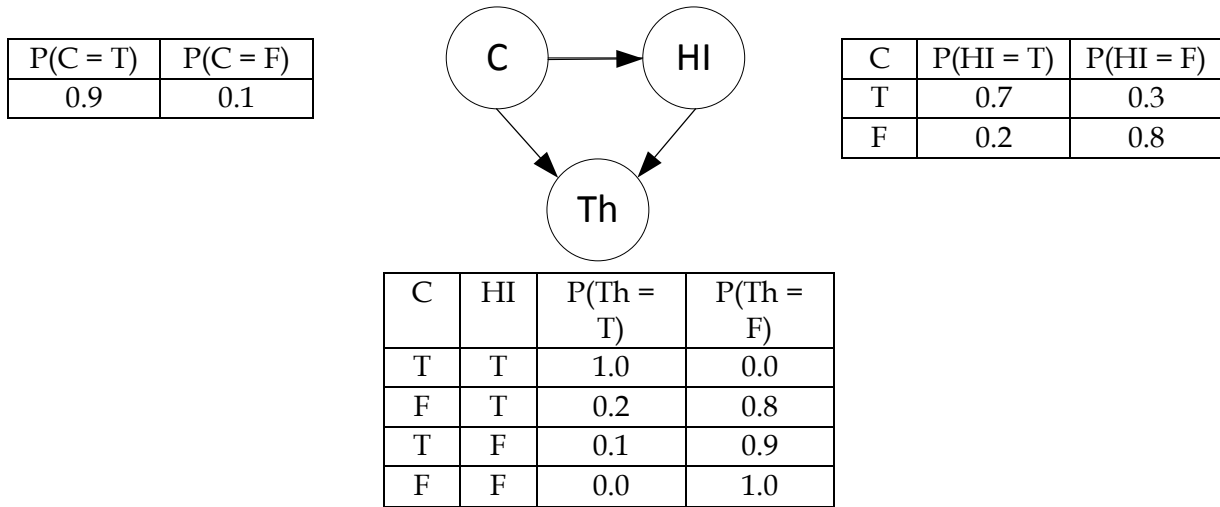 P(C = T) P(C = F)
0.9 0.1
C
HI
Th
C P(HI = T) P(HI = F)
T 0.7 0.3
F 0.2 0.8
C HI P(Th = T) P(Th = F)
T T 1.0 0.0
F T 0.2 0.8
T F 0.1 0.9
F F 0.0 1.0